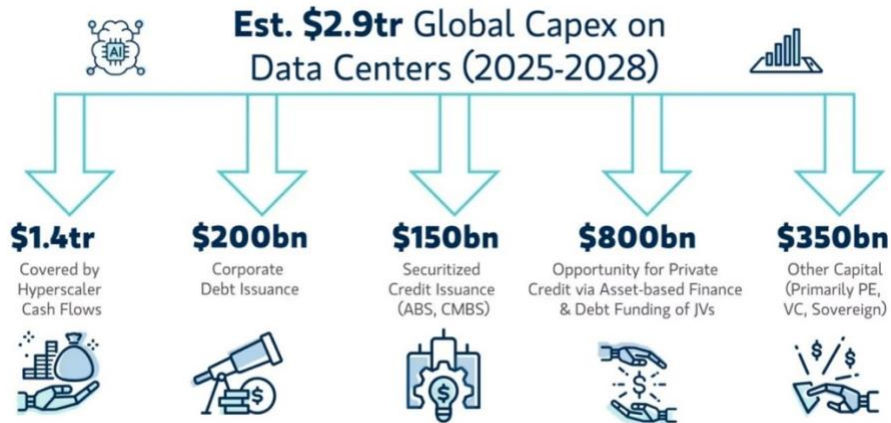 Est. $2.9tr Global Capex on
Data Centers (2025-2028)
AI
$1.4tr
Covered by
Hyperscaler
Cash Flows
$200bn
Corporate
Debt Issuance
$
$150bn
Securitized
Credit Issuance
(ABS, CMBS)
$
$800bn
Opportunity for Private
Credit via Asset-based Finance
& Debt Funding of JVs
$
$350bn
Other Capital
(Primarily PE,
VC, Sovereign)
$ $